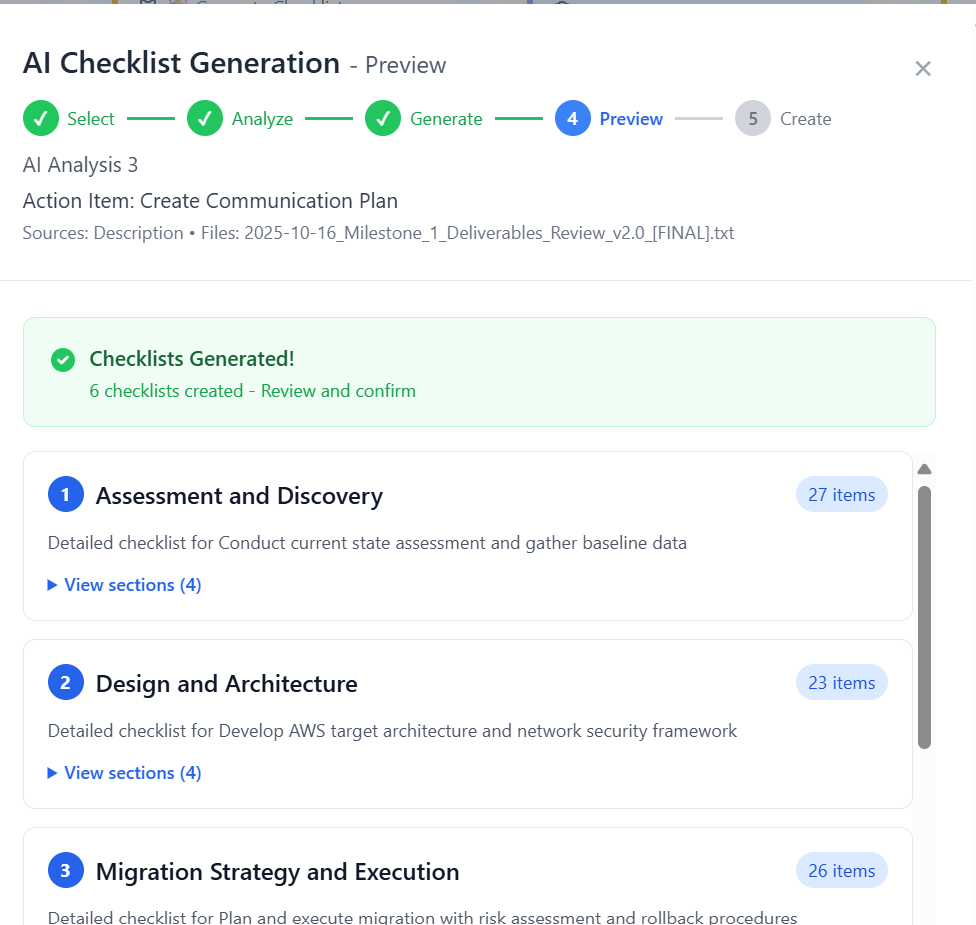 AI Checklist Generation - Preview
Select
Analyze
Generate
4 Preview
5 Create
AI Analysis 3
Action Item: Create Communication Plan
Sources: Description • Files: 2025-10-16_Milestone_1_Deliverables_Review_v2.0_[FINAL].txt
Checklists Generated!
6 checklists created - Review and confirm
1 Assessment and Discovery 27 items
Detailed checklist for Conduct current state assessment and gather baseline data
View sections (4)
2 Design and Architecture 23 items
Detailed checklist for Develop AWS target architecture and network security framework
View sections (4)
3 Migration Strategy and Execution 26 items
Detailed checklist for Plan and execute migration with risk assessment and rollback procedures